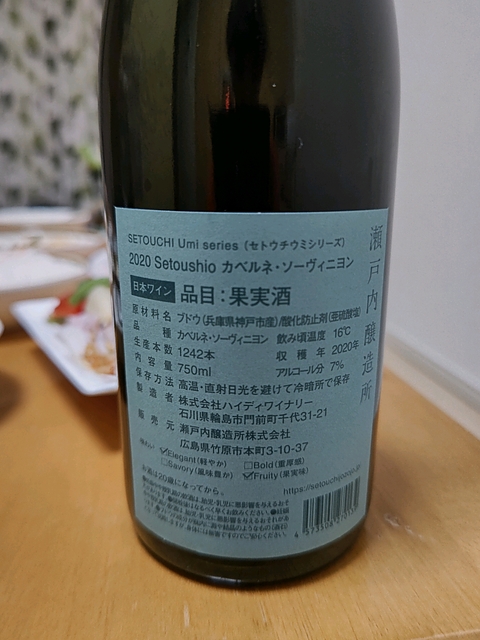 SETOUCHI Umi series (セトウチウミシリーズ)
2020 Setoushio カベルネ・ソーヴィニヨン
日本ワイン 品目：果実酒
原材料名 ブドウ(兵庫県神戸市産)/酸化防止剤(亜硫酸塩)
品種 カベルネ・ソーヴィニヨン 飲み頃温度 16℃
生産本数 1242本 収穫年 2020年
内容量 750ml アルコール分 7%
保存方法 高温・直射日光を避けて冷暗所で保存
製造者 株式会社ハイディワイナリー
石川県輪島市門前町千代31-21
販売元 瀬戸内醸造所株式会社
広島県竹原市本町3-10-37
味わい ☑Elegant(軽やか) □Bold(重厚感)
□Savory(風味豊か) ☑Fruity(果実味)
お酒は20歳になってから。
瀬戸内醸造所